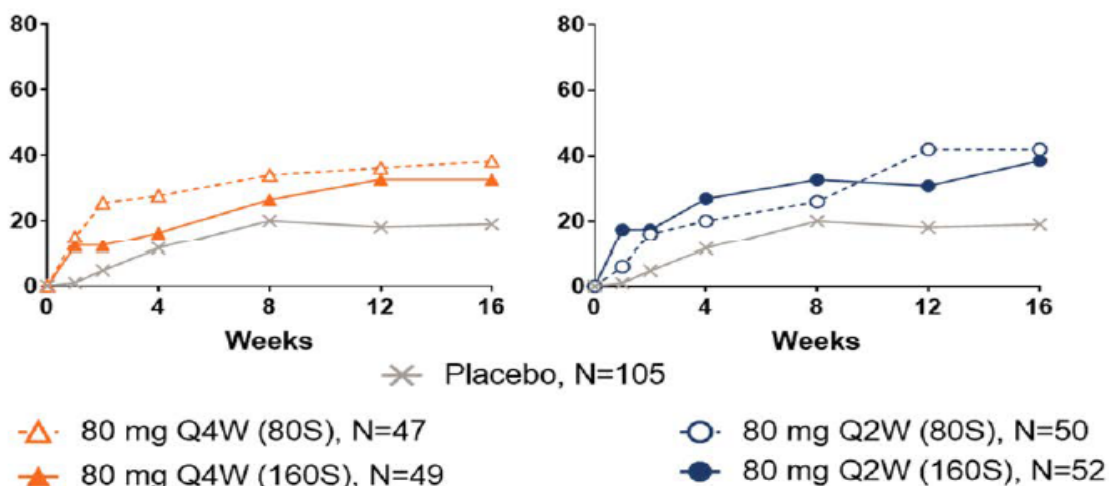 80
60
40
20
0
0 4 8 12 16
Weeks
80
60
40
20
0
0 4 8 12 16
Weeks
Placebo, N=105
80 mg Q4W (80S), N=47
80 mg Q4W (160S), N=49
80 mg Q2W (80S), N=50
80 mg Q2W (160S), N=52